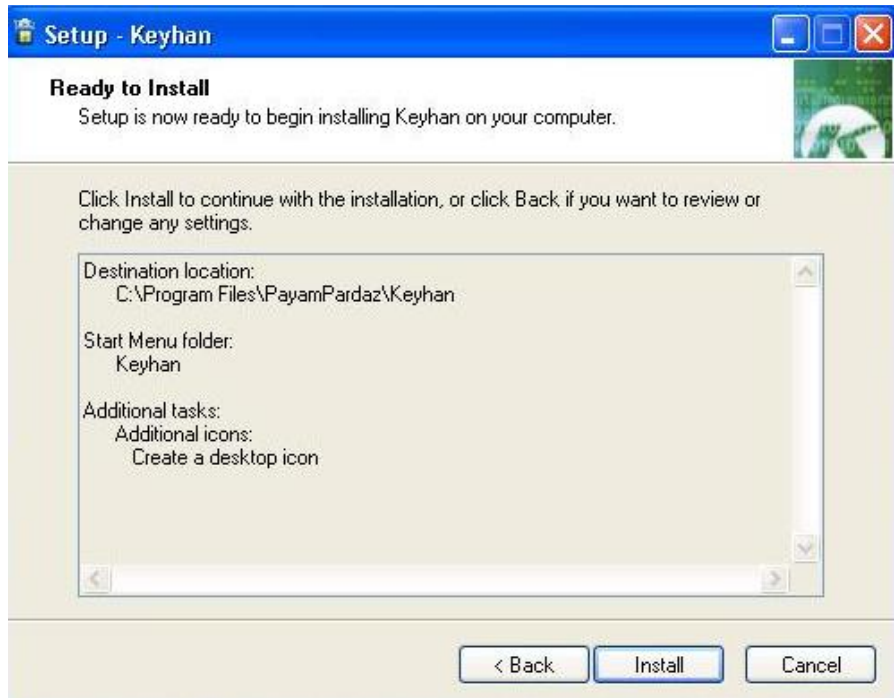 Setup - Keyhan
Ready to Install
Setup is now ready to begin installing Keyhan on your computer.
Click Install to continue with the installation, or click Back if you want to review or
change any settings.
Destination location:
C:\Program Files\PayamPardaz\Keyhan
Start Menu folder:
Keyhan
Additional tasks:
Additional icons:
Create a desktop icon
< Back
Install
Cancel